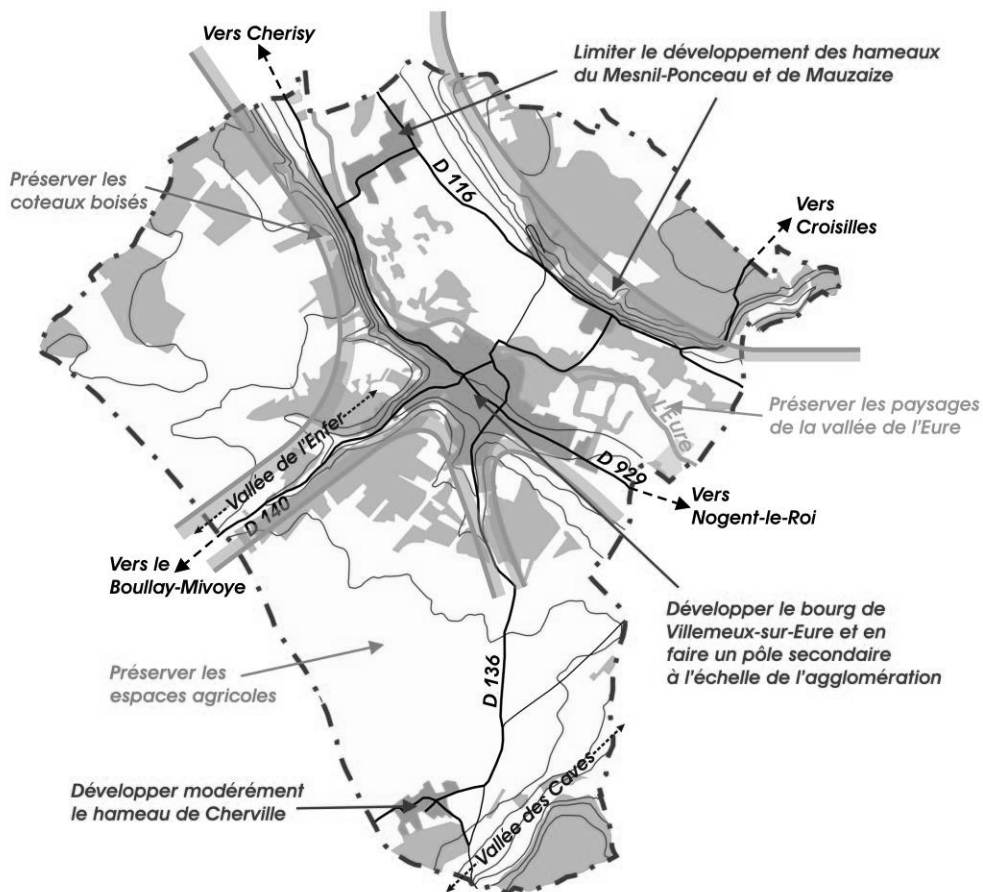 Vers Cherisy
Limiter le développement des hameaux
du Mesnil-Ponceau et de Mauzaize
Préserver les
coteaux boisés
D 116
Vers
Croisilles
Préserver les paysages
de la vallée de l'Eure
L'Eure
Vallée de l'Enfer
D 140
D 929
Vers
Nogent-le-Roi
Vers le
Boullay-Mivoye
Développer le bourg de
Villemeux-sur-Eure et en
faire un pôle secondaire
à l'échelle de l'agglomération
Préserver les
espaces agricoles
D 136
Développer modérément
le hameau de Cherville
Vallée des Caves